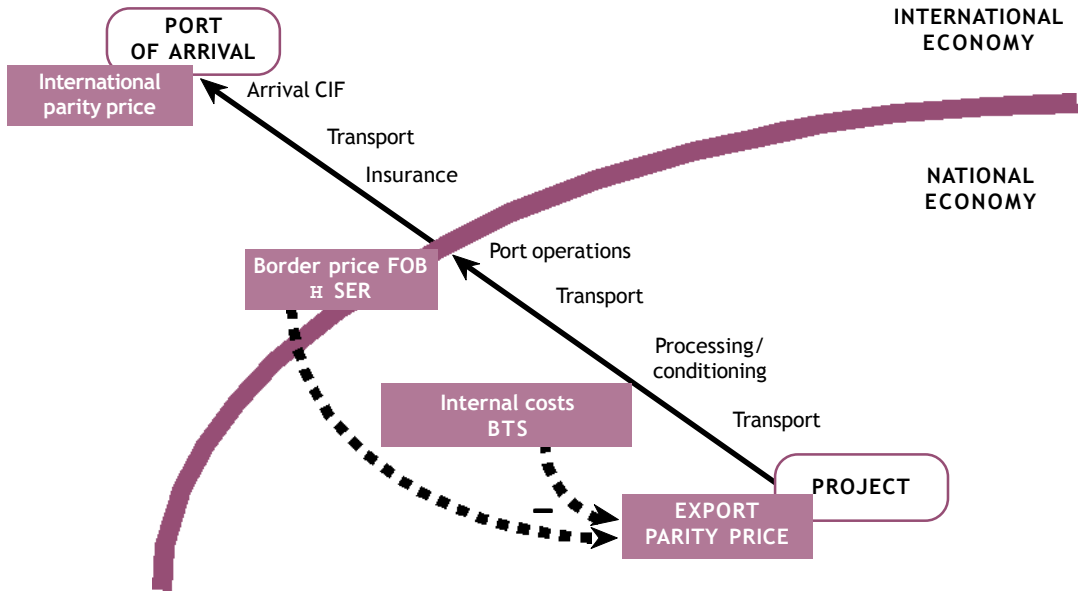 PORT
OF ARRIVAL
INTERNATIONAL
ECONOMY
International
parity price
Arrival CIF
Transport
Insurance
NATIONAL
ECONOMY
Border price FOB
H SER
Port operations
Transport
Processing/
conditioning
Internal costs
BTS
Transport
PROJECT
–
EXPORT
PARITY PRICE